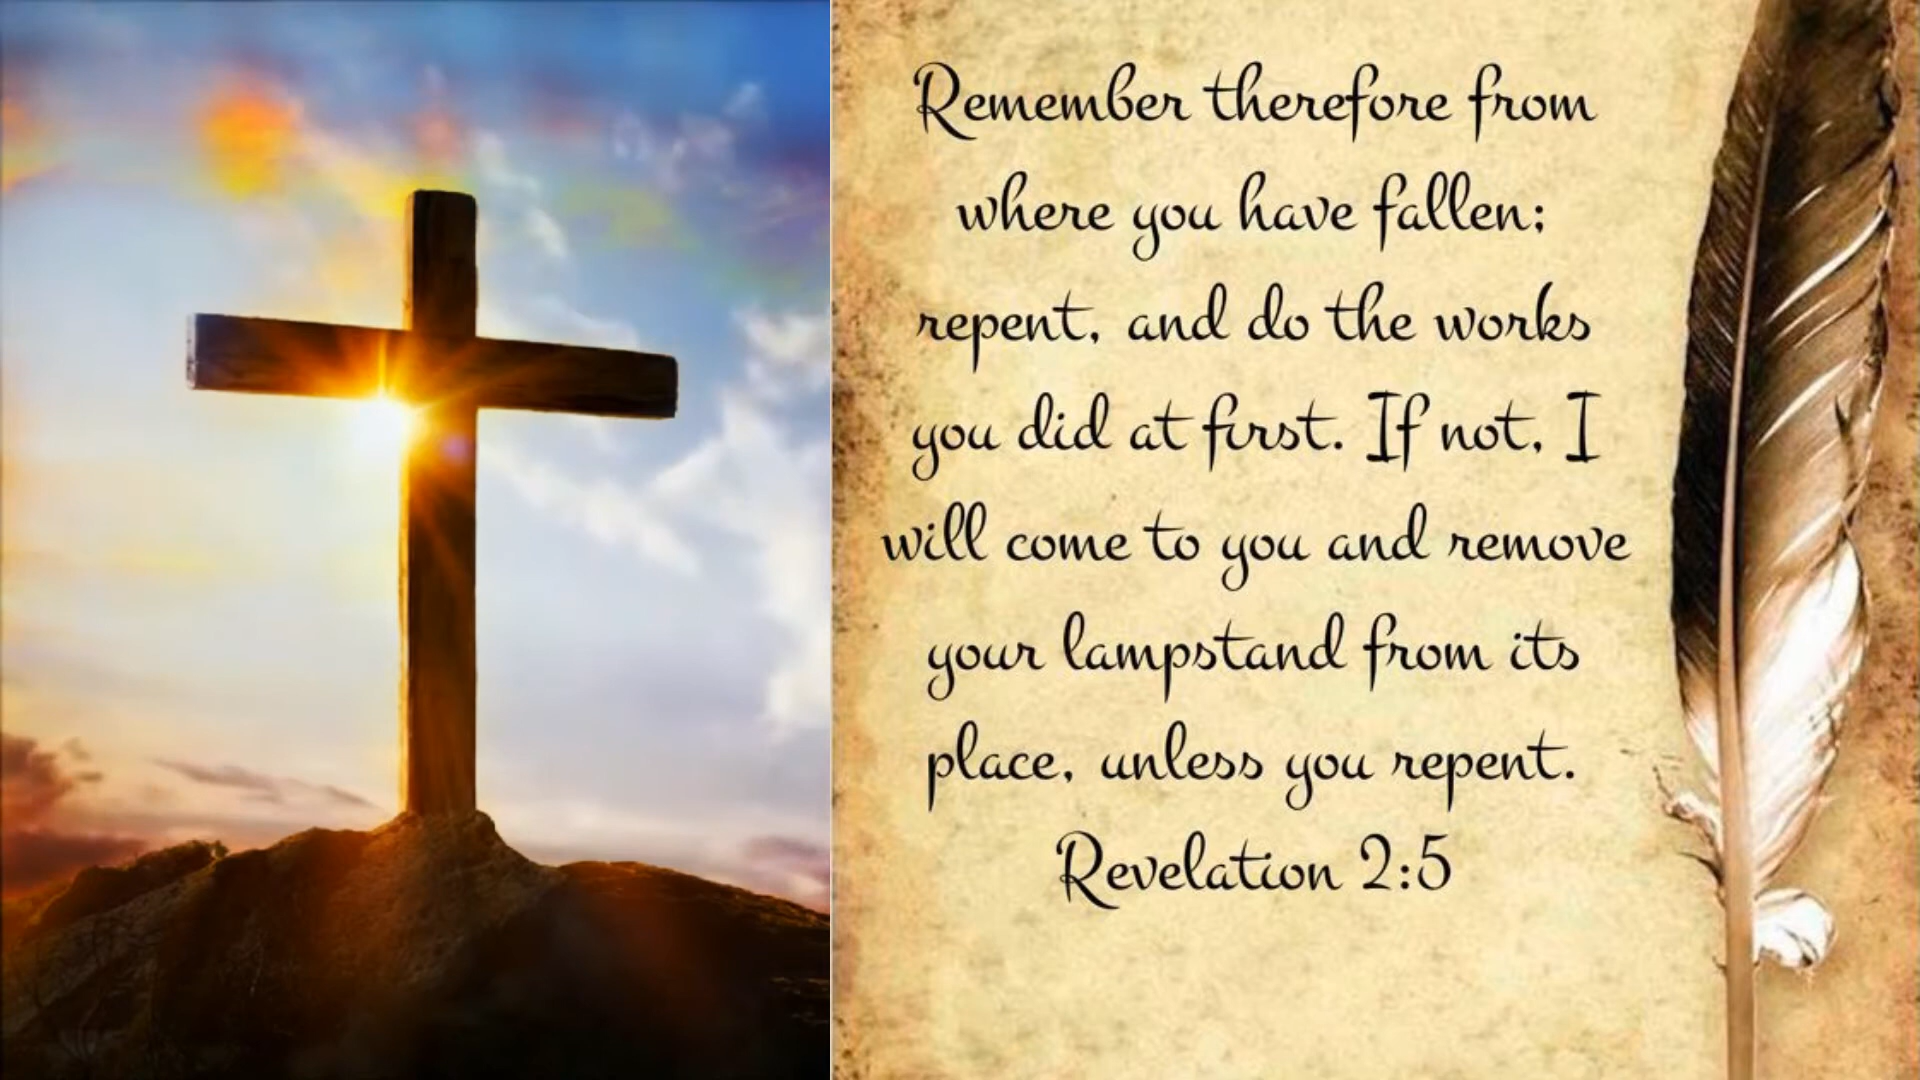 Remember therefore from
where you have fallen;
repent, and do the works
you did at first. If not, I
will come to you and remove
your lampstand from its
place, unless you repent.
Revelation 2:5